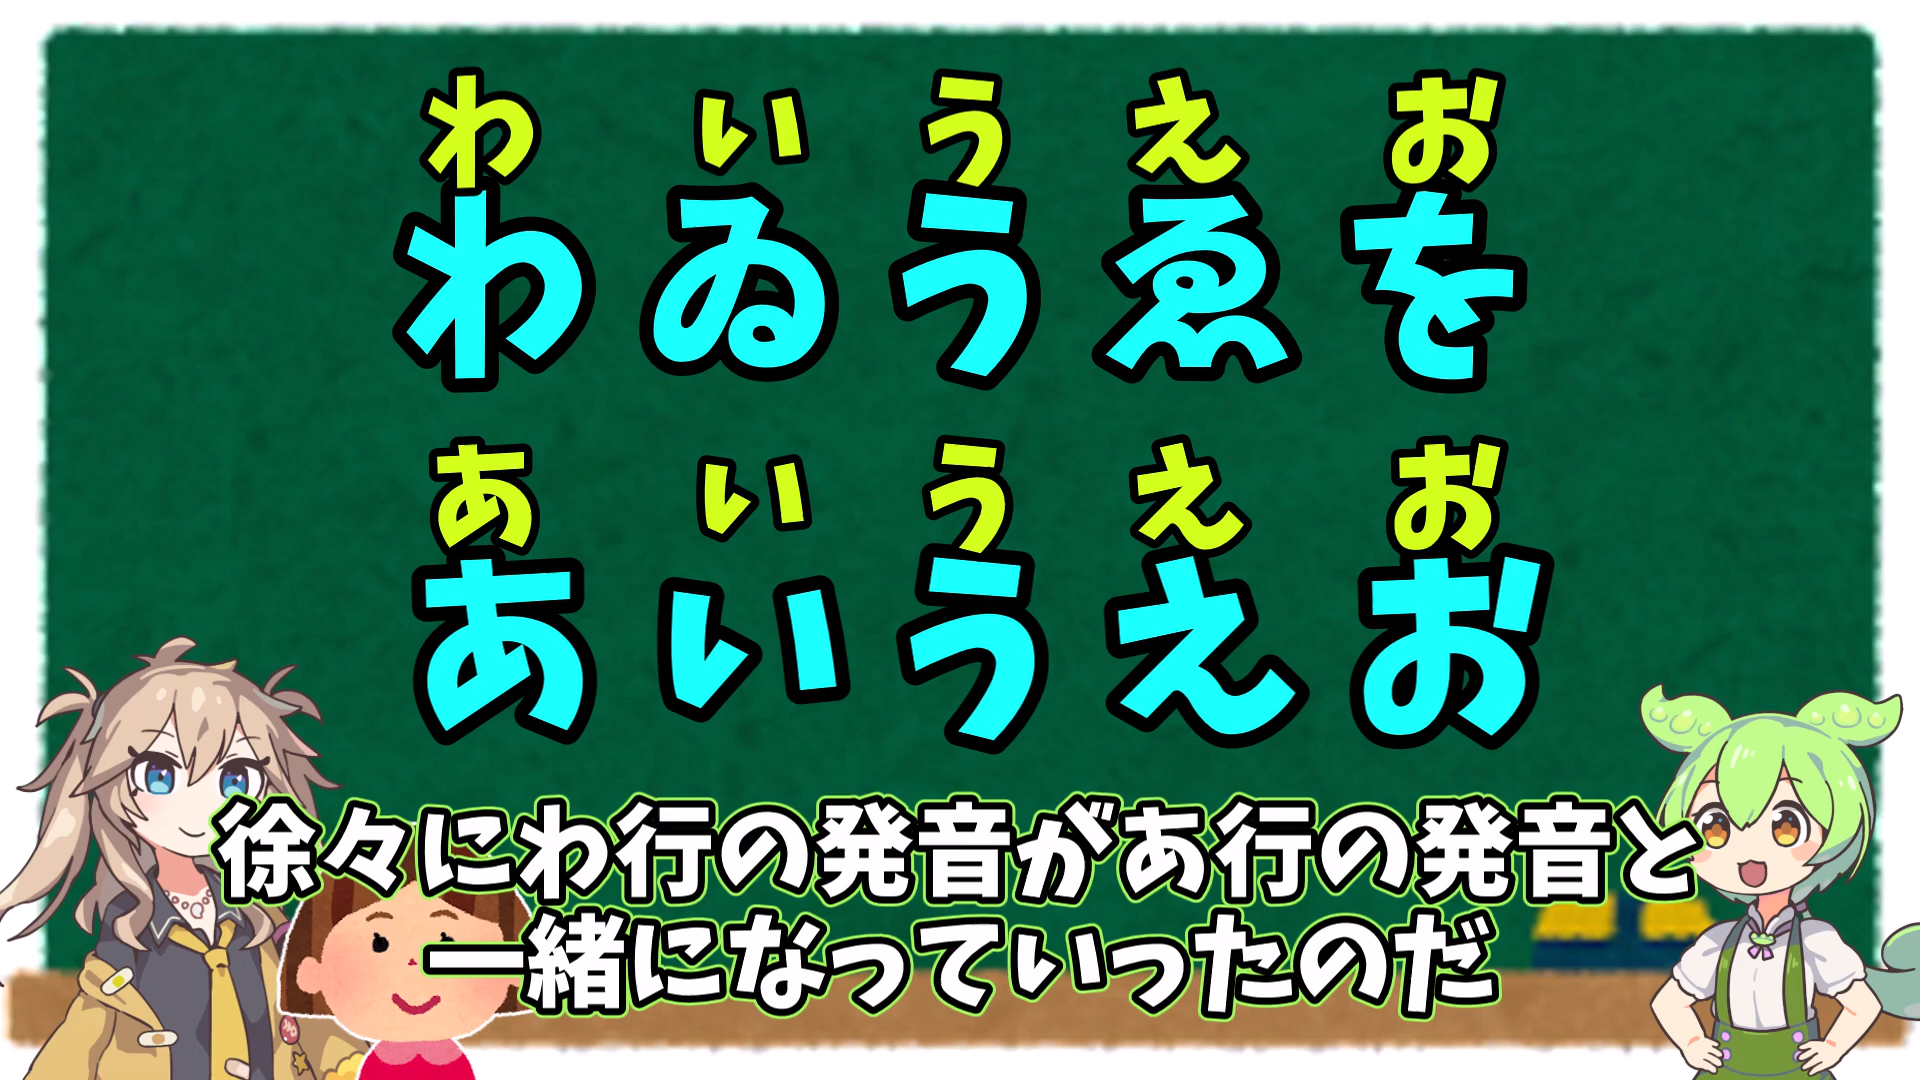 わ い う え お
わ ゐ う ゑ を
あ い う え お
あ い う え お
徐々にわ行の発音があ行の発音と
一緒になっていったのだ